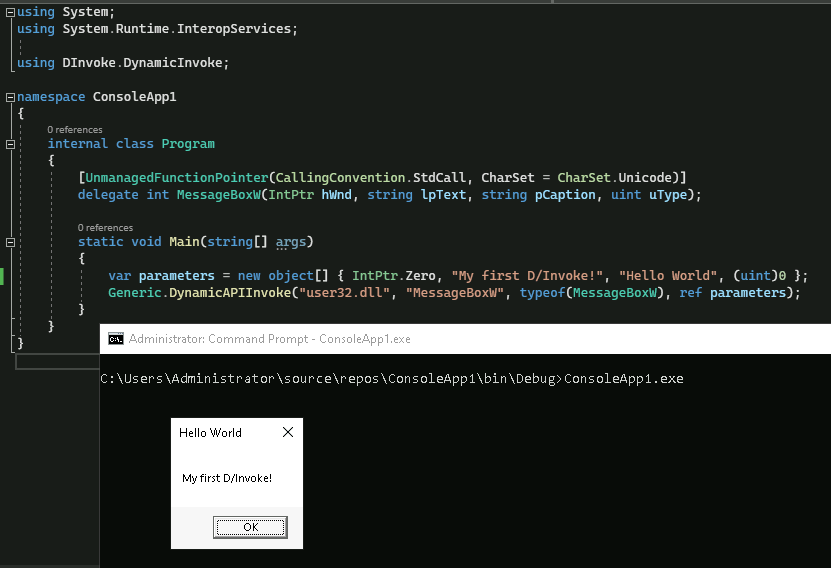 using System;
using System.Runtime.InteropServices;
using DInvoke.DynamicInvoke;
namespace ConsoleApp1
{
0 references
internal class Program
{
[UnmanagedFunctionPointer(CallingConvention.StdCall, CharSet = CharSet.Unicode)]
delegate int MessageBoxW(IntPtr hWnd, string lpText, string pCaption, uint uType);
0 references
static void Main(string[] args)
{
var parameters = new object[] { IntPtr.Zero, "My first D/Invoke!", "Hello World", (uint)0 };
Generic.DynamicAPIInvoke("user32.dll", "MessageBoxW", typeof(MessageBoxW), ref parameters);
}
}
}
Administrator: Command Prompt - ConsoleApp1.exe
C:\Users\Administrator\source\repos\ConsoleApp1\bin\Debug>ConsoleApp1.exe
Hello World
My first D/Invoke!
OK